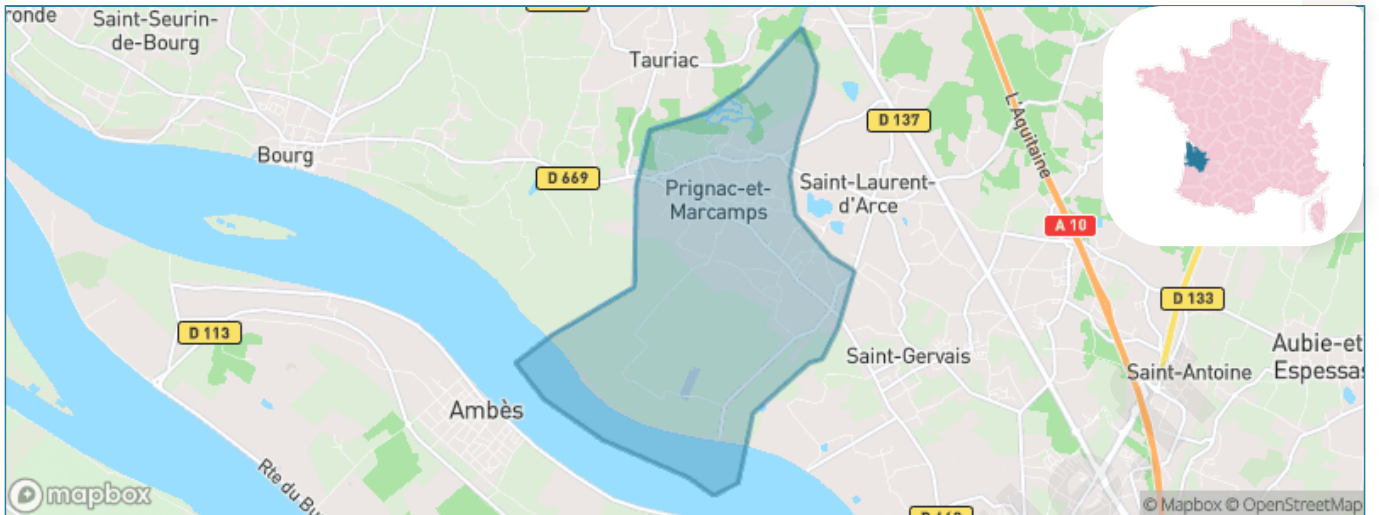 ronde
Saint-Seurin-
de-Bourg
Tauriac
L'Aquitaine
D 137
Bourg
D 669
Prignac-et-
Marcamps
Saint-Laurent-
d'Arce
A 10
D 133
D 113
Saint-Gervais
Aubie-et
Espessas
Saint-Antoine
Ambès
Rte du Bu
mapbox
© Mapbox © OpenStreetMap